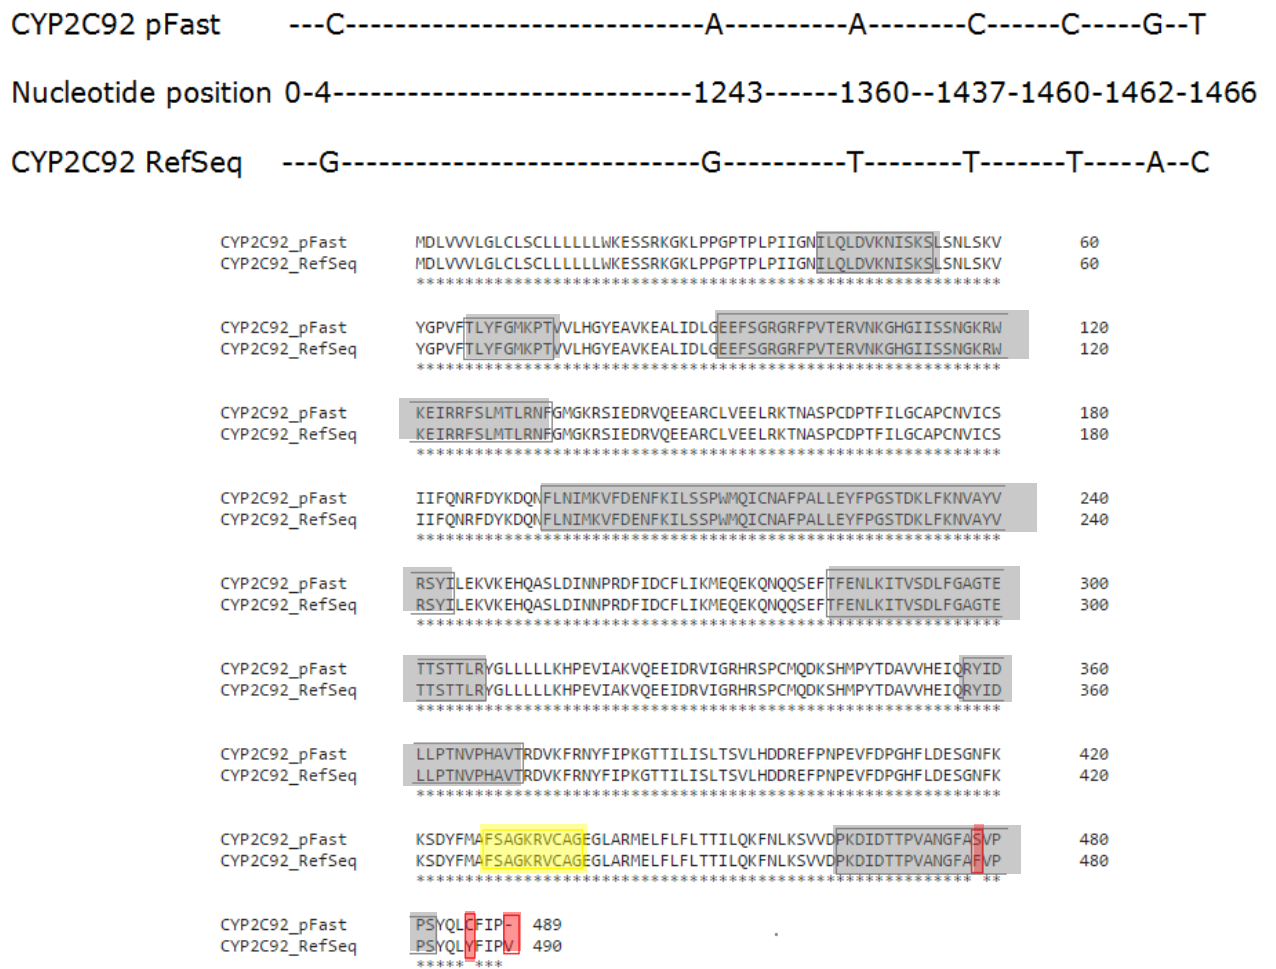 CYP2C92 pFast ---C-----------------------------A-----------A--------C------C-----G--T
Nucleotide position 0-4-----------------------------1243------1360--1437-1460-1462-1466
CYP2C92 RefSeq ---G-----------------------------G----------T--------T-------T-----A--C
CYP2C92_pFast MDLVVVLGLCLSCLLLLLLWKESSRKGKLPPGPTPLPIIGNILQLDVKNISKSLSNLSKV 60
CYP2C92_RefSeq MDLVVVLGLCLSCLLLLLLWKESSRKGKLPPGPTPLPIIGNILQLDVKNISKSLSNLSKV 60
************************************************************
CYP2C92_pFast YGPVFTLYFGMKPTVVLHGYEAVKEALIDLGEEFSGRGRFPVTERVNKGHGIISSNGKRW 120
CYP2C92_RefSeq YGPVFTLYFGMKPTVVLHGYEAVKEALIDLGEEFSGRGRFPVTERVNKGHGIISSNGKRW 120
************************************************************
CYP2C92_pFast KEIRRFSLMTLRNFGMGKRSIEDRVQEEARCLVEELRKTNASPCDPTFILGCAPCNVICS 180
CYP2C92_RefSeq KEIRRFSLMTLRNFGMGKRSIEDRVQEEARCLVEELRKTNASPCDPTFILGCAPCNVICS 180
************************************************************
CYP2C92_pFast IIFQNRFDYKDQNFLNIMKVFDENFKILSSPWMQICNAFPALLEYFPGSTDKLFKNVAYV 240
CYP2C92_RefSeq IIFQNRFDYKDQNFLNIMKVFDENFKILSSPWMQICNAFPALLEYFPGSTDKLFKNVAYV 240
************************************************************
CYP2C92_pFast RSYILEKVKEHQASLDINNPRDFIDCFLIKMEQEKQNQQSEFTFENLKITVSDLFGAGTE 300
CYP2C92_RefSeq RSYILEKVKEHQASLDINNPRDFIDCFLIKMEQEKQNQQSEFTFENLKITVSDLFGAGTE 300
************************************************************
CYP2C92_pFast TTSTTLRYGLLLLLKHPEVIAKVQEEIDRVIGRHRSPCMQDKSHMPYTDAVVHEIQRYID 360
CYP2C92_RefSeq TTSTTLRYGLLLLLKHPEVIAKVQEEIDRVIGRHRSPCMQDKSHMPYTDAVVHEIQRYID 360
************************************************************
CYP2C92_pFast LLPTNVPHAVTRDVKFRNYFIPKGTTILISLTSVLHDDREFPNPEVFDPGHFLDESGNFK 420
CYP2C92_RefSeq LLPTNVPHAVTRDVKFRNYFIPKGTTILISLTSVLHDDREFPNPEVFDPGHFLDESGNFK 420
************************************************************
CYP2C92_pFast KSDYFMAFSAGKRVCAGEGLARMELFLFLTTILQKFNLKSVVDPKDIDTTPVANGFASVP 480
CYP2C92_RefSeq KSDYFMAFSAGKRVCAGEGLARMELFLFLTTILQKFNLKSVVDPKDIDTTPVANGFAFVP 480
********************************************************* **
CYP2C92_pFast PSYQLCFIP- 489
CYP2C92_RefSeq PSYQLYFIPV 490
***** ***